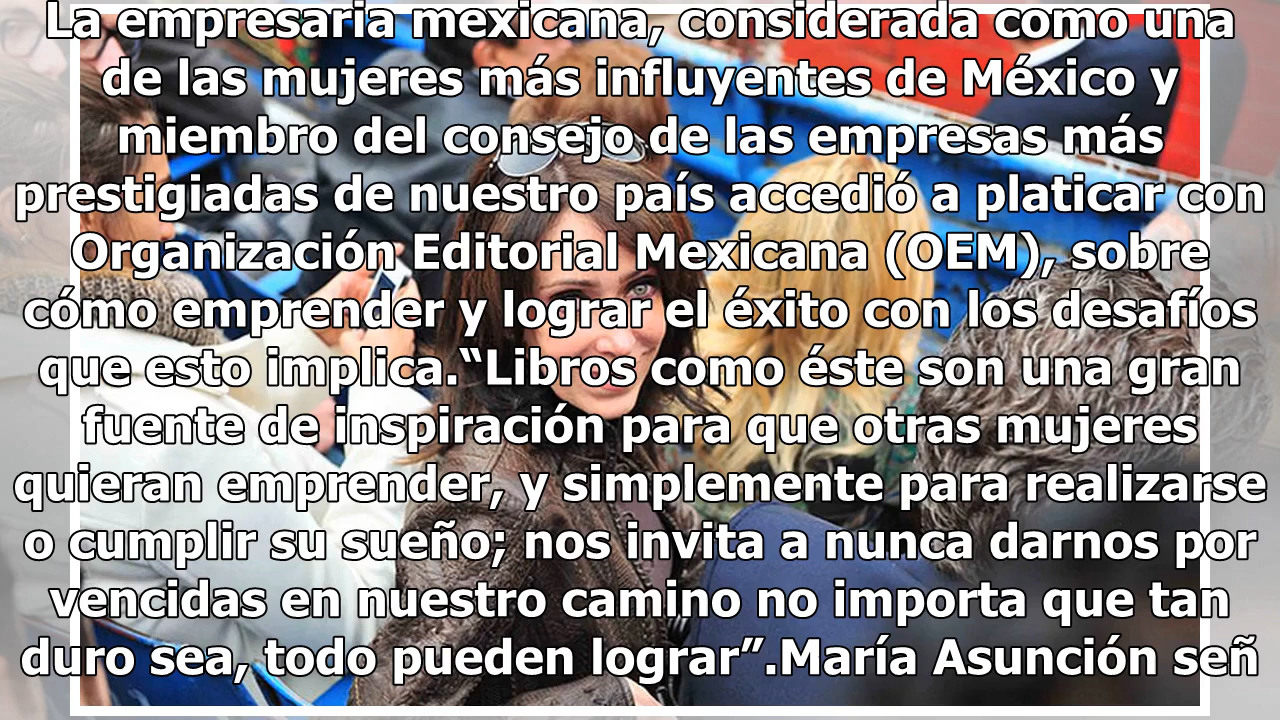 La empresaria mexicana, considerada como una
de las mujeres más influyentes de México y
miembro del consejo de las empresas más
prestigiadas de nuestro país accedió a platicar con
Organización Editorial Mexicana (OEM), sobre
cómo emprender y lograr el éxito con los desafíos
que esto implica.“Libros como éste son una gran
fuente de inspiración para que otras mujeres
quieran emprender, y simplemente para realizarse
o cumplir su sueño; nos invita a nunca darnos por
vencidas en nuestro camino no importa que tan
duro sea, todo pueden lograr”.María Asunción señ